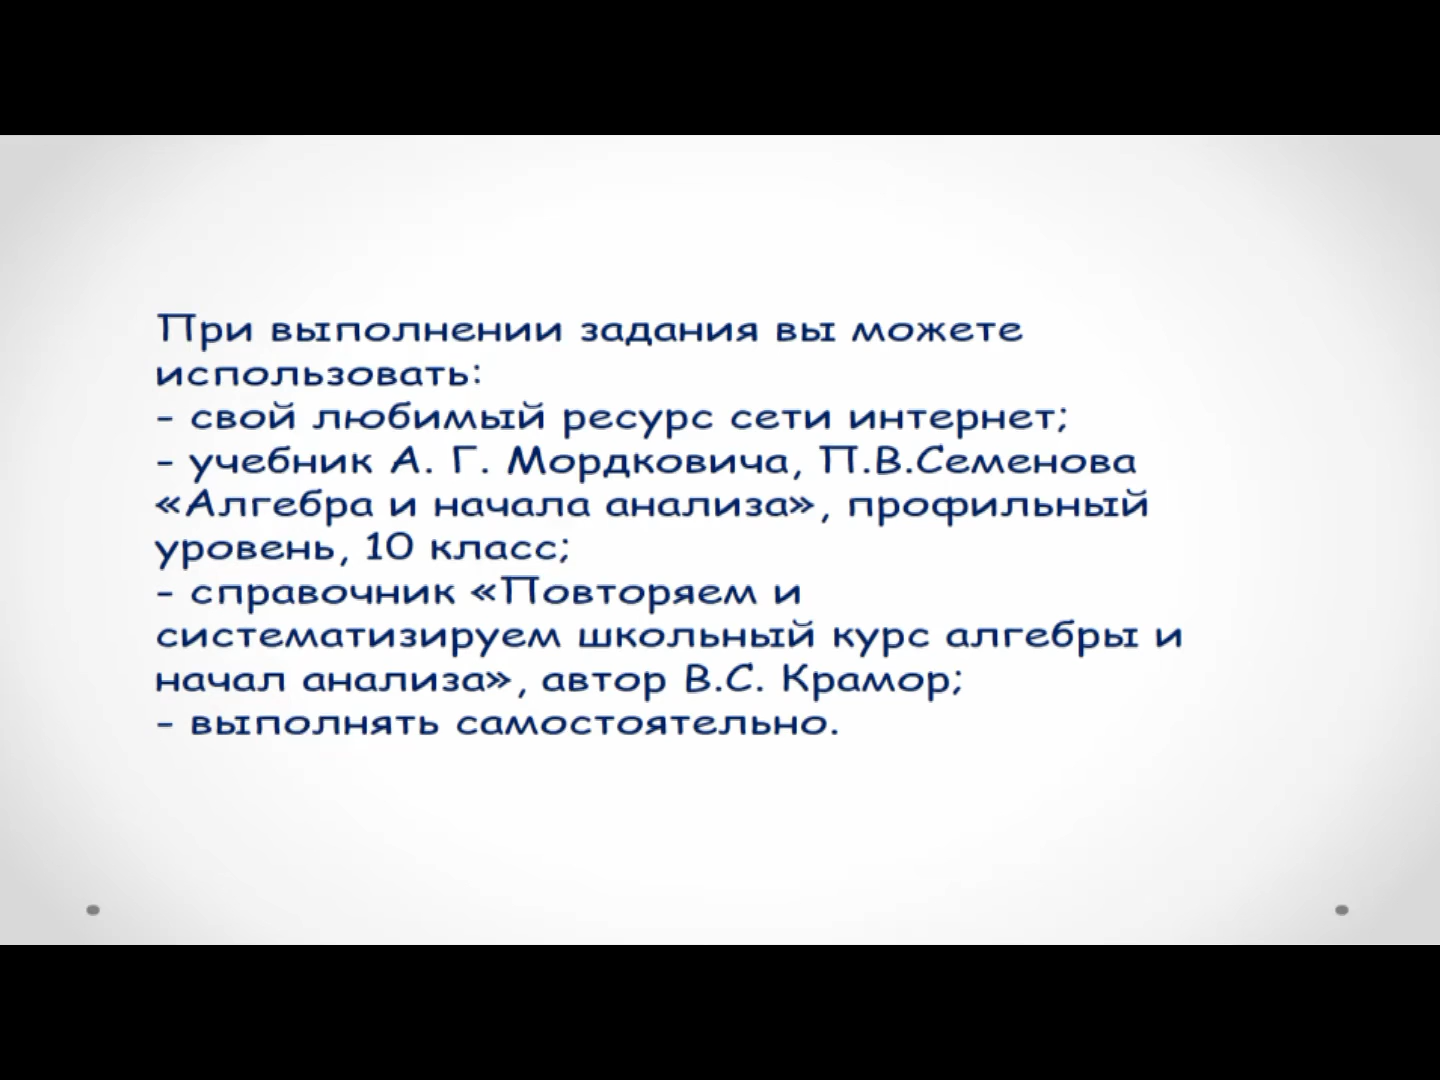 При выполнении задания вы можете
использовать:
- свой любимый ресурс сети интернет;
- учебник А. Г. Мордковича, П.В.Семенова
«Алгебра и начала анализа», профильный
уровень, 10 класс;
- справочник «Повторяем и
систематизируем школьный курс алгебры и
начал анализа», автор В.С. Крамор;
- выполнять самостоятельно.